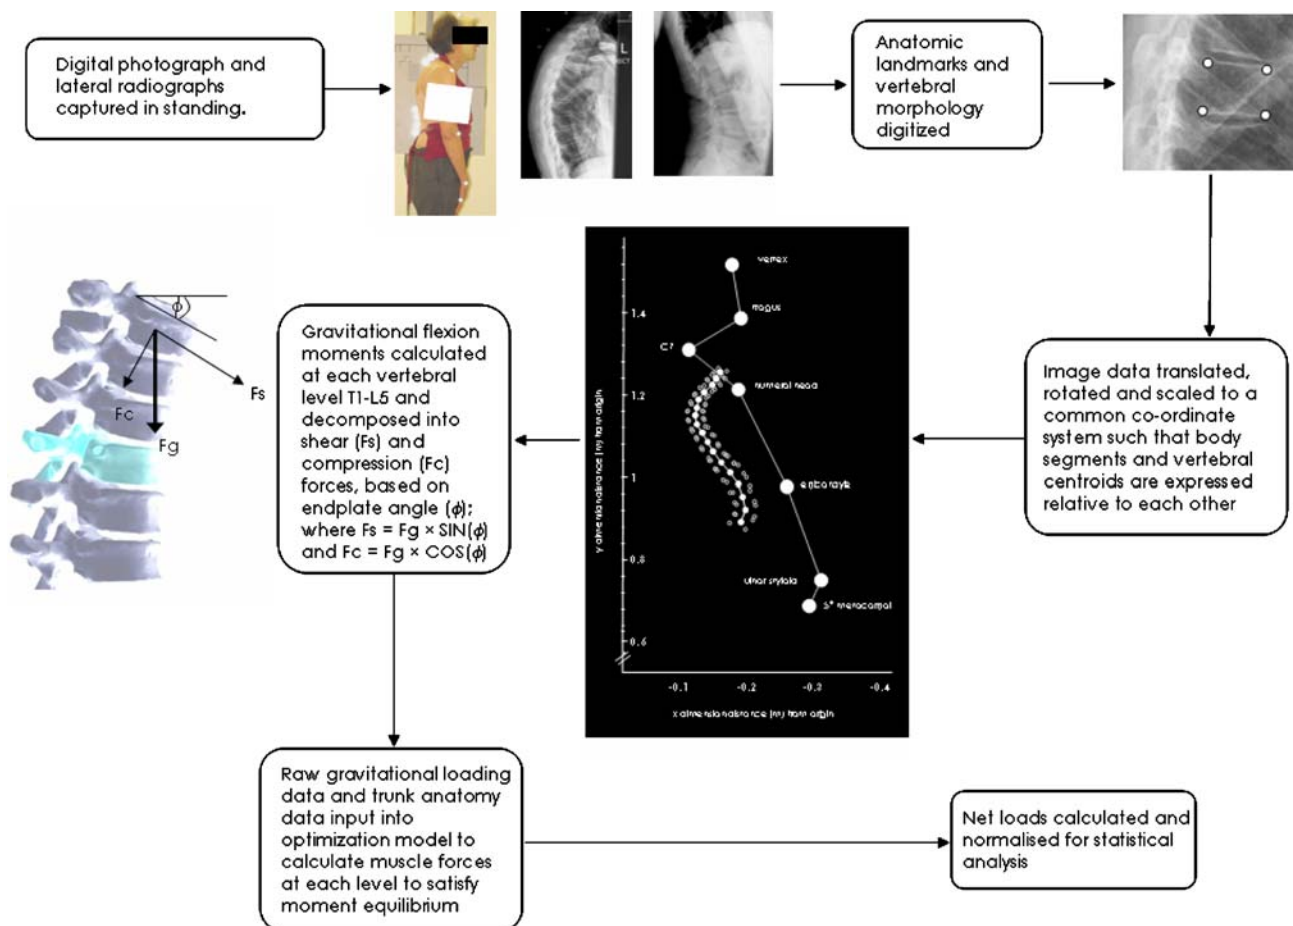 Digital photograph and
lateral radiographs
captured in standing.
L
Anatomic
landmarks and
vertebral
morphology
digitized
Image data translated,
rotated and scaled to a
common co-ordinate
system such that body
segments and vertebral
centroids are expressed
relative to each other
vertex
tragus
C7
humeral head
ulnar styloid
5* metacarpal
1.4
1.2
1
0.8
0.6
-0.1
-0.2
-0.3
-0.4
ϕ
Fs
Fc
Fg
Gravitational flexion
moments calculated
at each vertebral
level T1-L5 and
decomposed into
shear (Fs) and
compression (Fc)
forces, based on
endplate angle (ϕ);
where Fs = Fg × SIN(ϕ)
and Fc = Fg × COS(ϕ)
Raw gravitational loading
data and trunk anatomy
data input into
optimization model to
calculate muscle forces
at each level to satisfy
moment equilibrium
Net loads calculated and
normalised for statistical
analysis